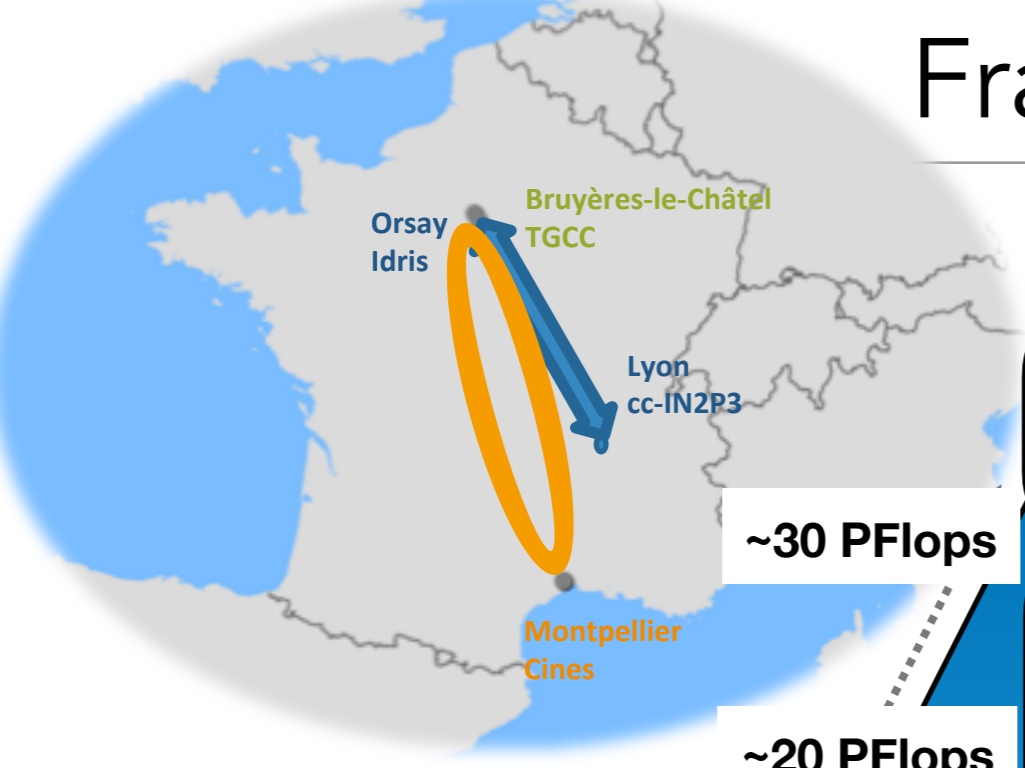 Fra
Bruyères-le-Châtel
TGCC
Orsay
Idris
Lyon
cc-IN2P3
~30 PFlops
Montpellier
Cines
~20 PFlops